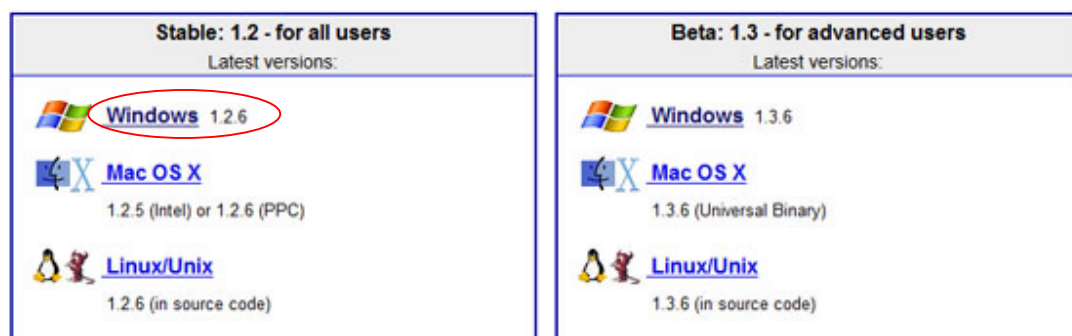 Stable: 1.2 - for all users
Latest versions:
Windows 1.2.6
Mac OS X
1.2.5 (Intel) or 1.2.6 (PPC)
Linux/Unix
1.2.6 (in source code)
Beta: 1.3 - for advanced users
Latest versions:
Windows 1.3.6
Mac OS X
1.3.6 (Universal Binary)
Linux/Unix
1.3.6 (in source code)